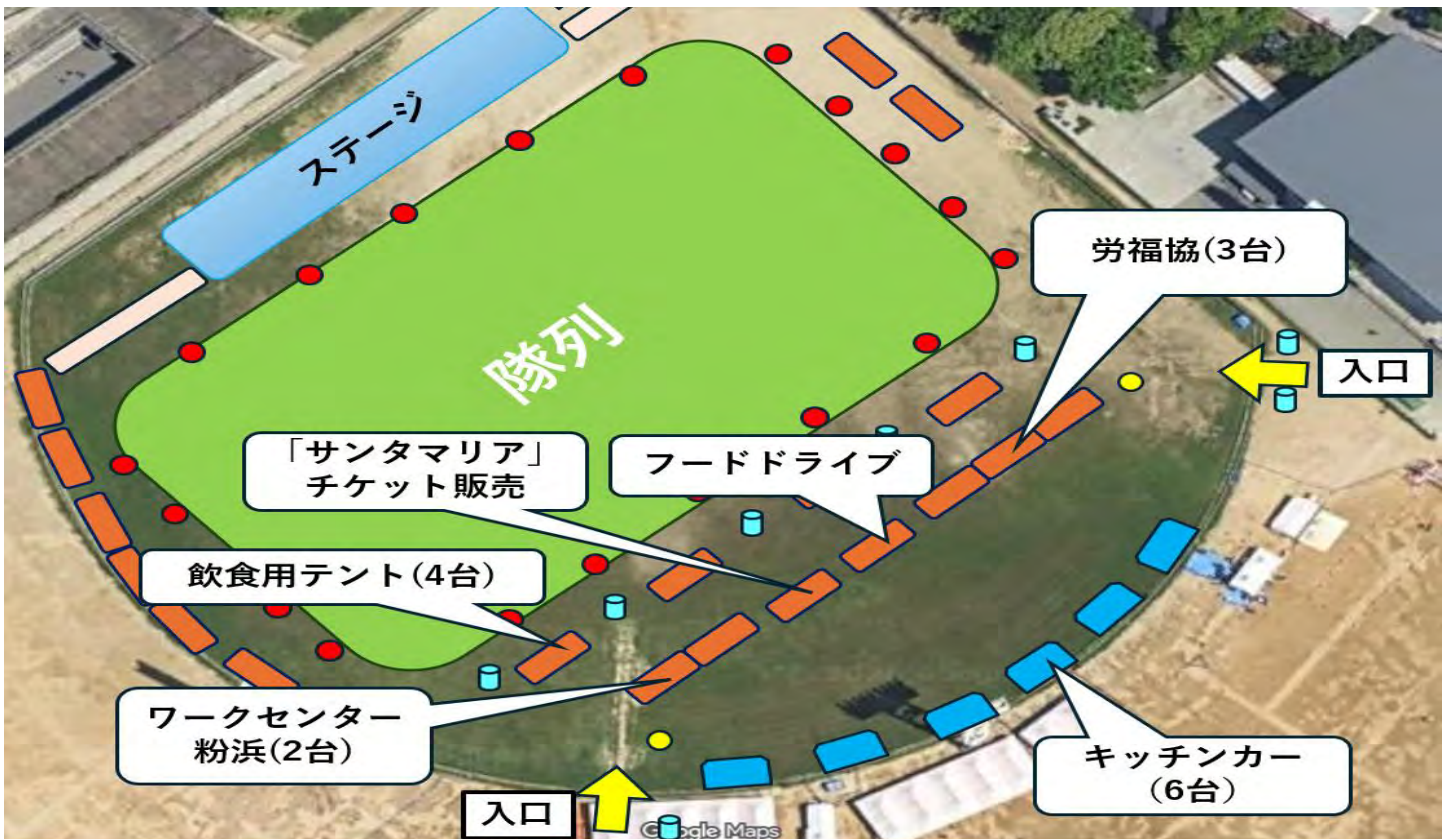 ステージ
労福協(3台)
隊列
入口
「サンタマリア」
チケット販売
フードドライブ
飲食用テント(4台)
ワークセンター
粉浜(2台)
キッチンカー
(6台)
入口
Google Maps